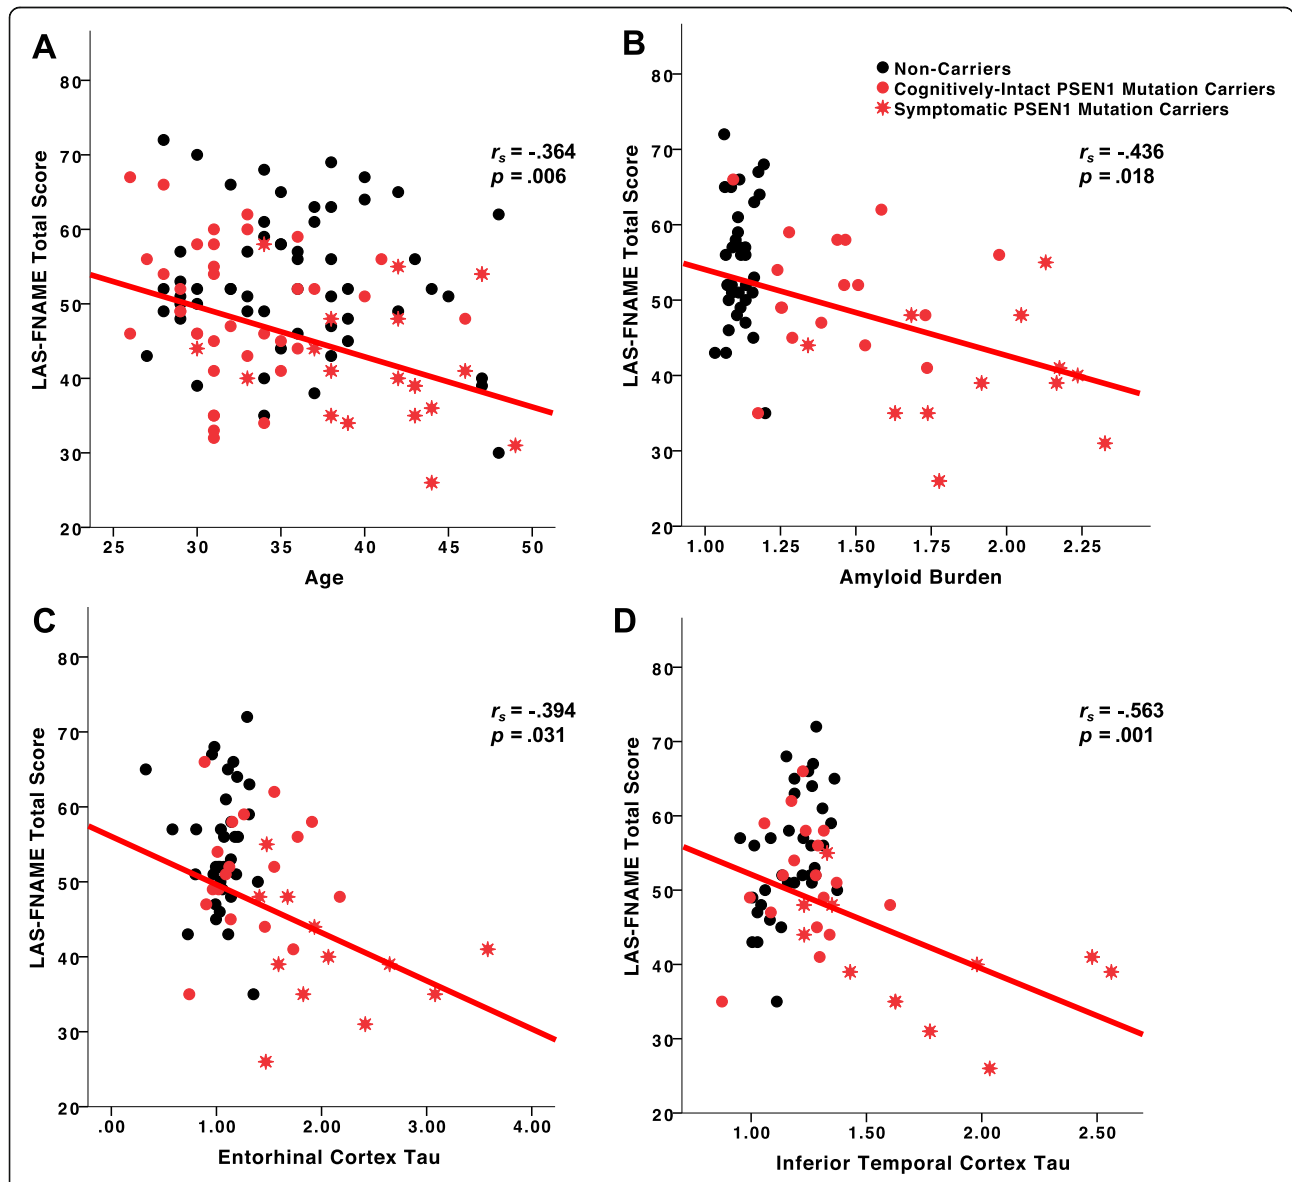 A
LAS-FNAME Total Score
80
70
60
50
40
30
20
25 30 35 40 45 50
Age
rs = -.364
p = .006
B
Non-Carriers
Cognitively-Intact PSEN1 Mutation Carriers
Symptomatic PSEN1 Mutation Carriers
LAS-FNAME Total Score
80
70
60
50
40
30
20
1.00 1.25 1.50 1.75 2.00 2.25
Amyloid Burden
rs = -.436
p = .018
C
LAS-FNAME Total Score
80
70
60
50
40
30
20
.00 1.00 2.00 3.00 4.00
Entorhinal Cortex Tau
rs = -.394
p = .031
D
LAS-FNAME Total Score
80
70
60
50
40
30
20
1.00 1.50 2.00 2.50
Inferior Temporal Cortex Tau
rs = -.563
p = .001